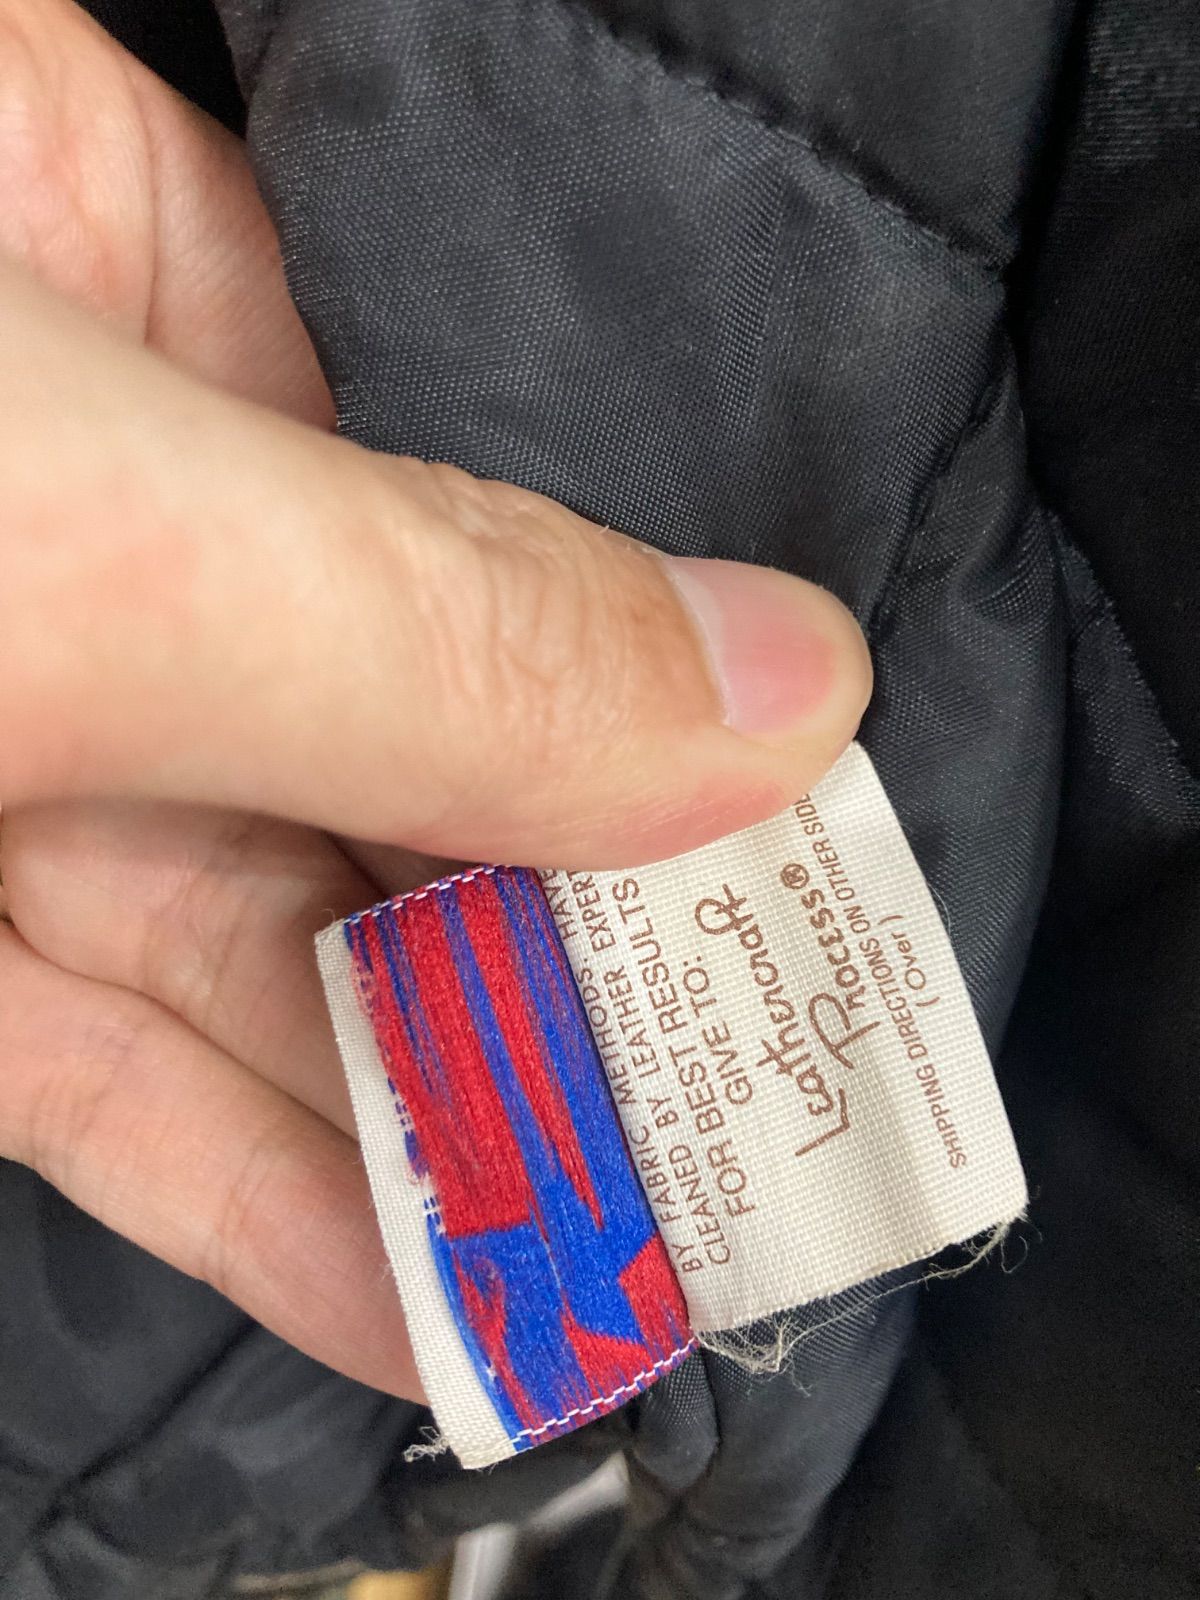 METHODS HAVE
BY FABRIC
CLEANED BY LEATHER EXPERT
FOR BEST RESULTS
GIVE TO:
LeatheRcRaft
PROCESS®
SHIPPING DIRECTIONS ON OTHER SIDE
(Over)